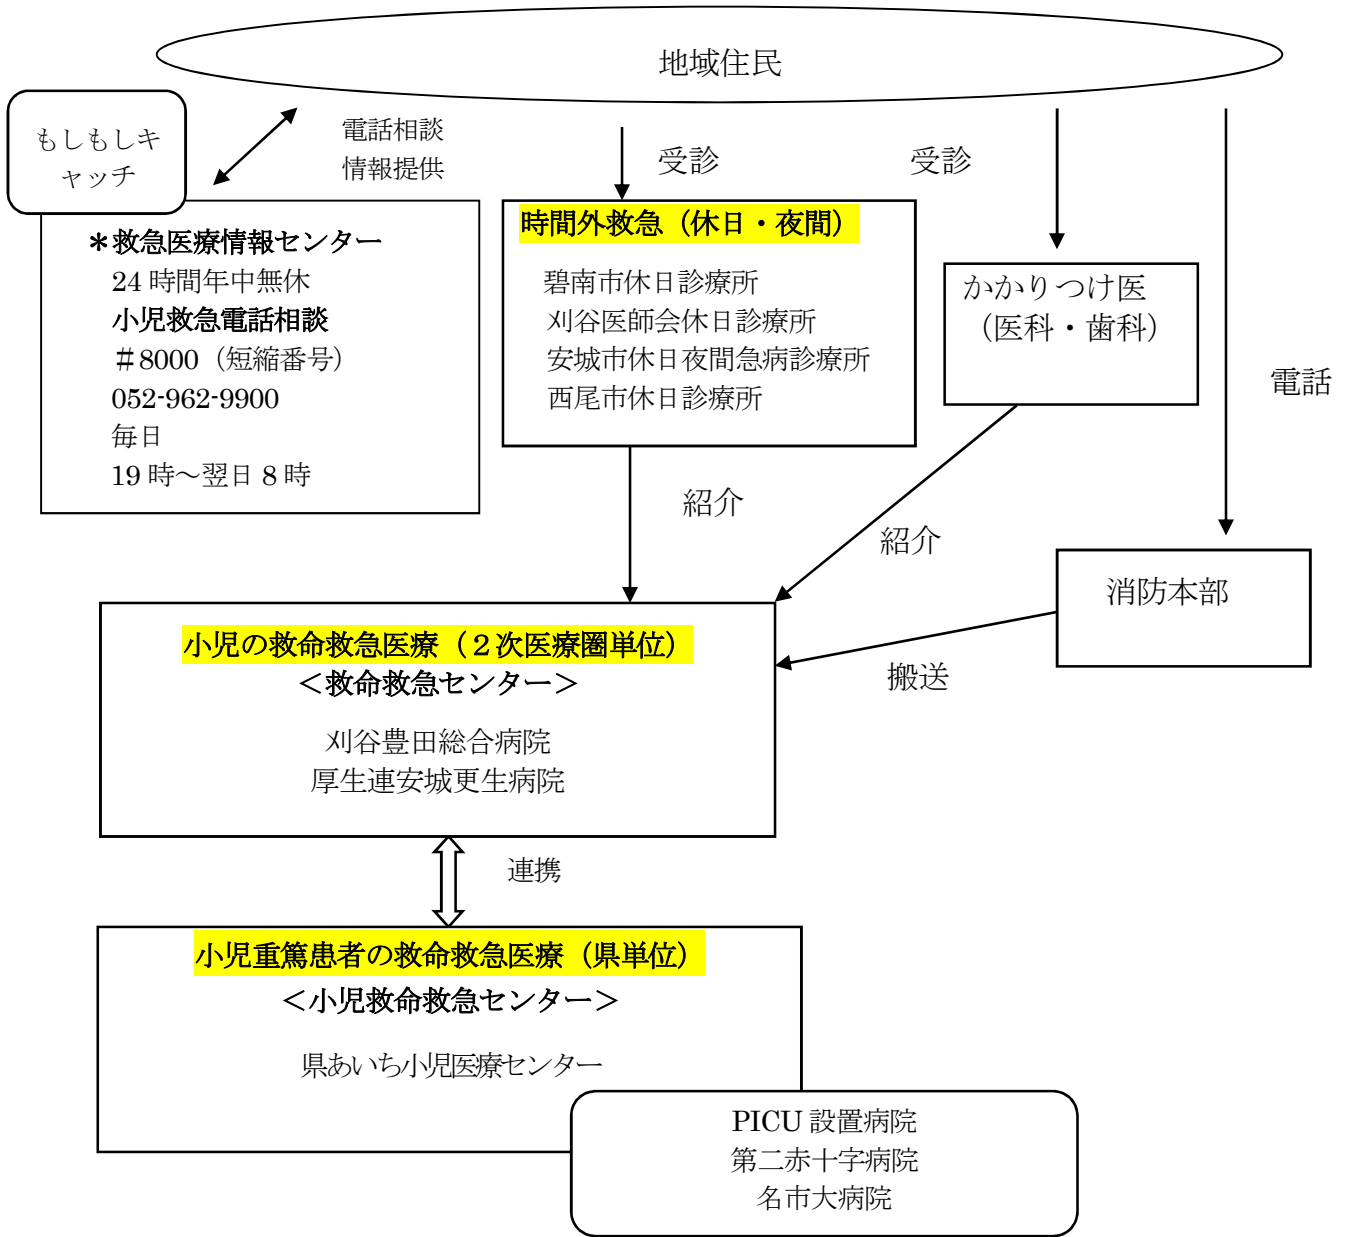 地域住民
もしもしキ
ャッチ
電話相談
情報提供
受診
受診
＊救急医療情報センター
24 時間年中無休
小児救急電話相談
＃8000（短縮番号）
052-962-9900
毎日
19 時～翌日 8 時
時間外救急（休日・夜間）
碧南市休日診療所
刈谷医師会休日診療所
安城市休日夜間急病診療所
西尾市休日診療所
かかりつけ医
（医科・歯科）
電話
紹介
紹介
消防本部
搬送
小児の救命救急医療（２次医療圏単位）
＜救命救急センター＞
刈谷豊田総合病院
厚生連安城更生病院
連携
小児重篤患者の救命救急医療（県単位）
＜小児救命救急センター＞
県あいち小児医療センター
PICU 設置病院
第二赤十字病院
名市大病院